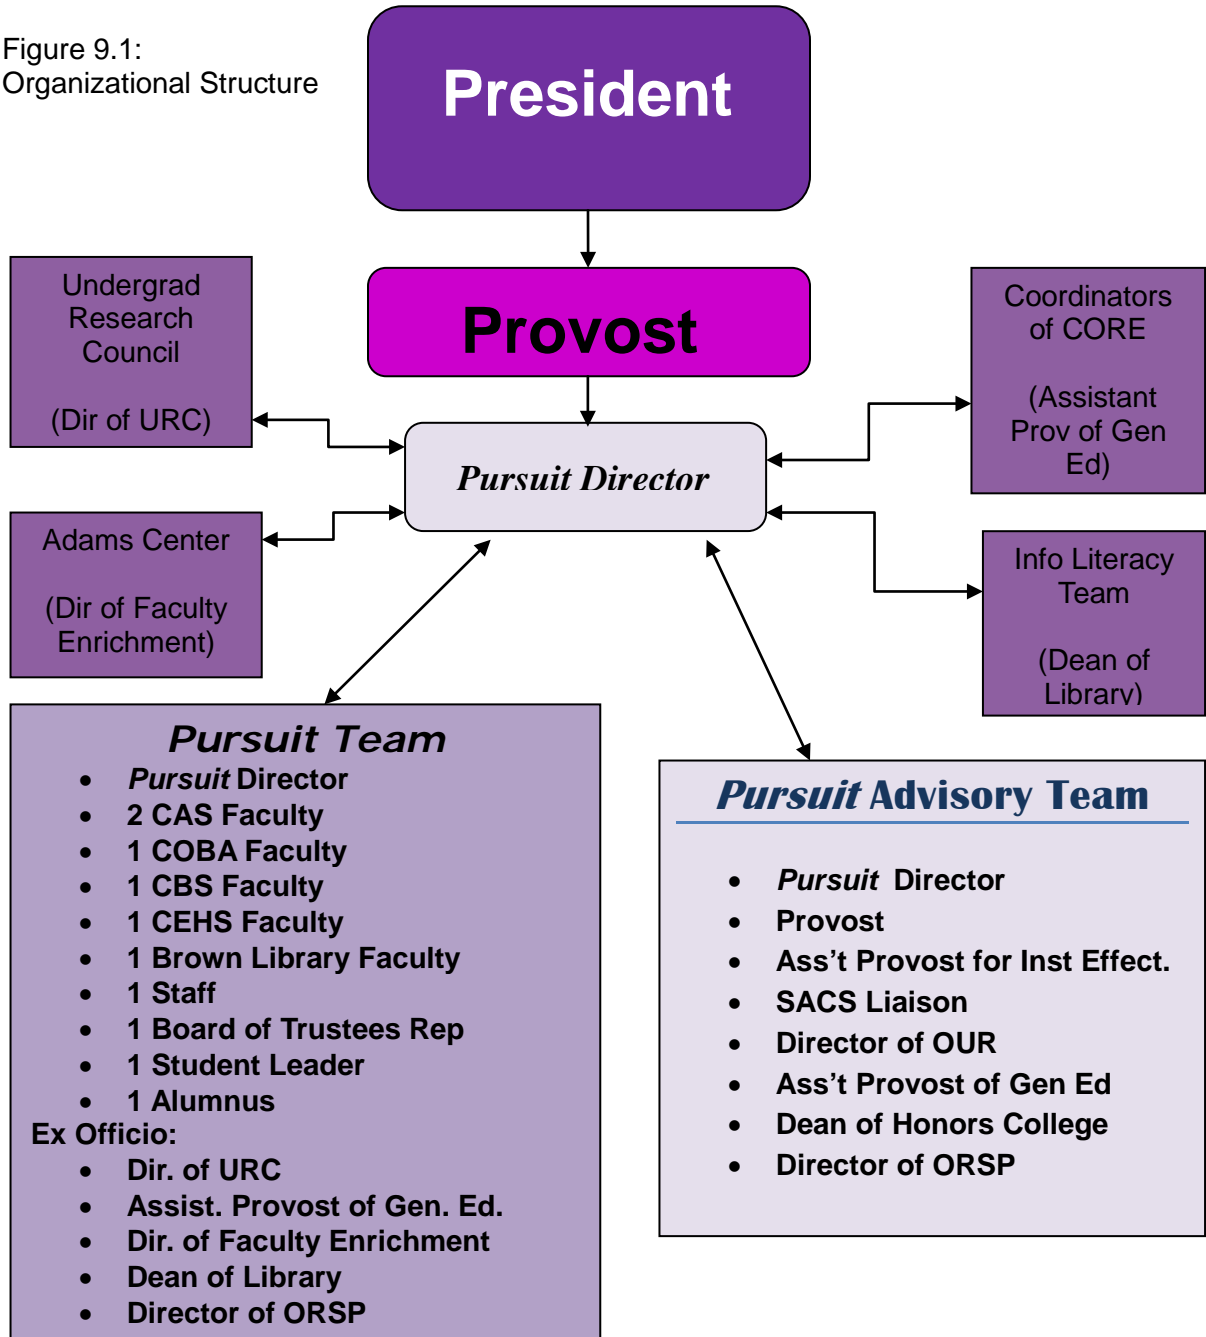 Figure 9.1:
Organizational Structure
President
Provost
Undergrad
Research
Council
(Dir of URC)
Coordinators
of CORE
(Assistant
Prov of Gen
Ed)
Pursuit Director
Adams Center
(Dir of Faculty
Enrichment)
Info Literacy
Team
(Dean of
Library)
Pursuit Team
• Pursuit Director
• 2 CAS Faculty
• 1 COBA Faculty
• 1 CBS Faculty
• 1 CEHS Faculty
• 1 Brown Library Faculty
• 1 Staff
• 1 Board of Trustees Rep
• 1 Student Leader
• 1 Alumnus
Ex Officio:
• Dir. of URC
• Assist. Provost of Gen. Ed.
• Dir. of Faculty Enrichment
• Dean of Library
• Director of ORSP
Pursuit Advisory Team
• Pursuit Director
• Provost
• Ass’t Provost for Inst Effect.
• SACS Liaison
• Director of OUR
• Ass’t Provost of Gen Ed
• Dean of Honors College
• Director of ORSP